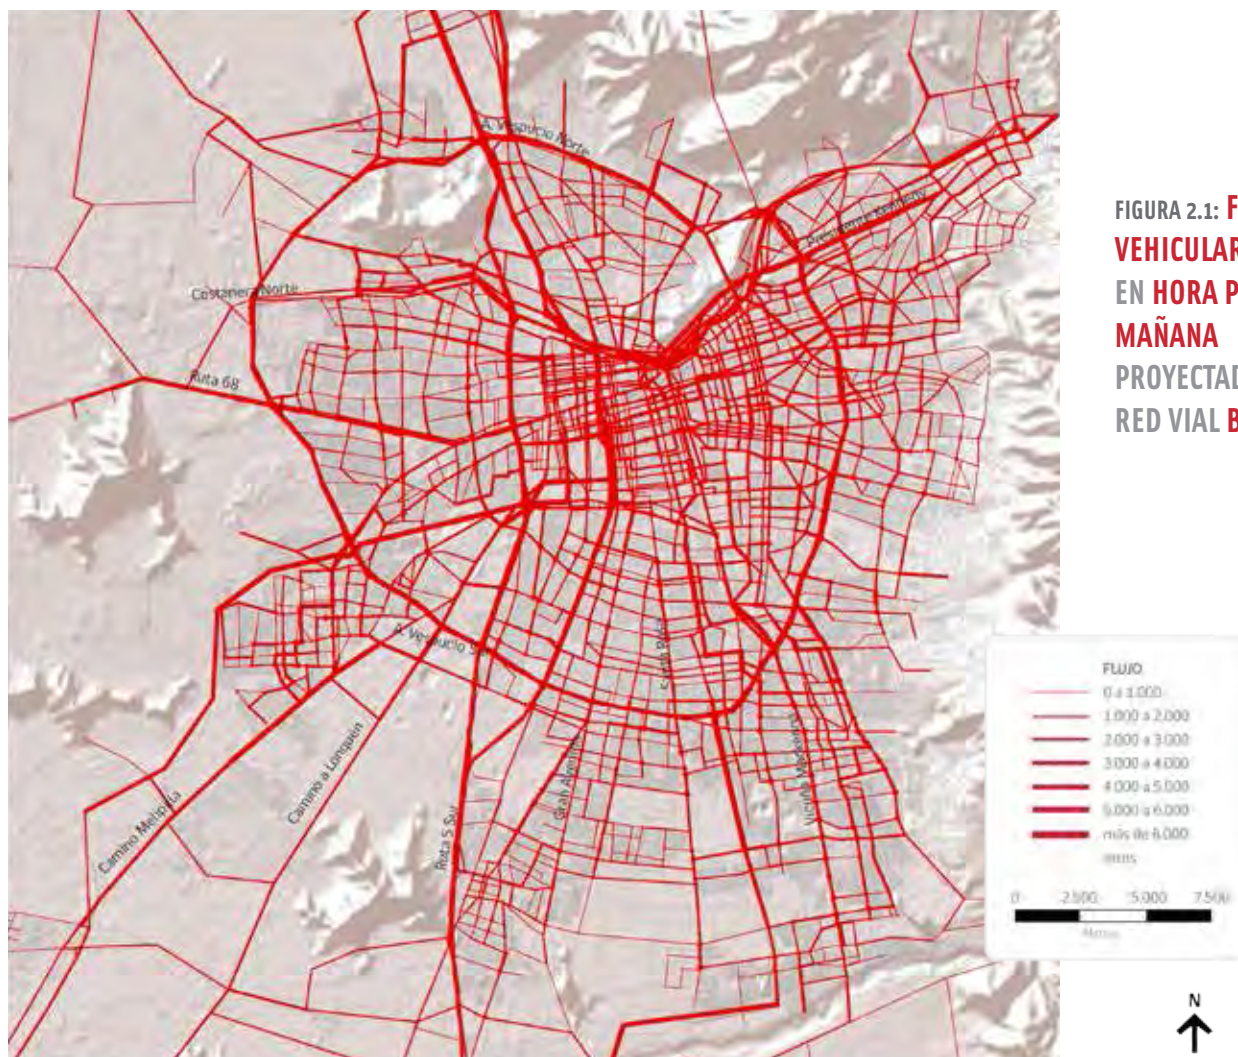 A. Vespucio Norte
Presidente Kennedy
Costanera Norte
Ruta 68
A. Vespucio Sur
Santa Rosa
Camino a Lonquén
Gran Avenida
Vicuña Mackenna
Camino Melipilla
Ruta 5 Sur
FIGURA 2.1: F
VEHICULAR
EN HORA P
MAÑANA
PROYECTAD
RED VIAL B
FLUJO
0 a 1.000
1.000 a 2.000
2.000 a 3.000
3.000 a 4.000
4.000 a 5.000
5.000 a 6.000
más de 6.000
0 2.500 5.000 7.500
Metros
N